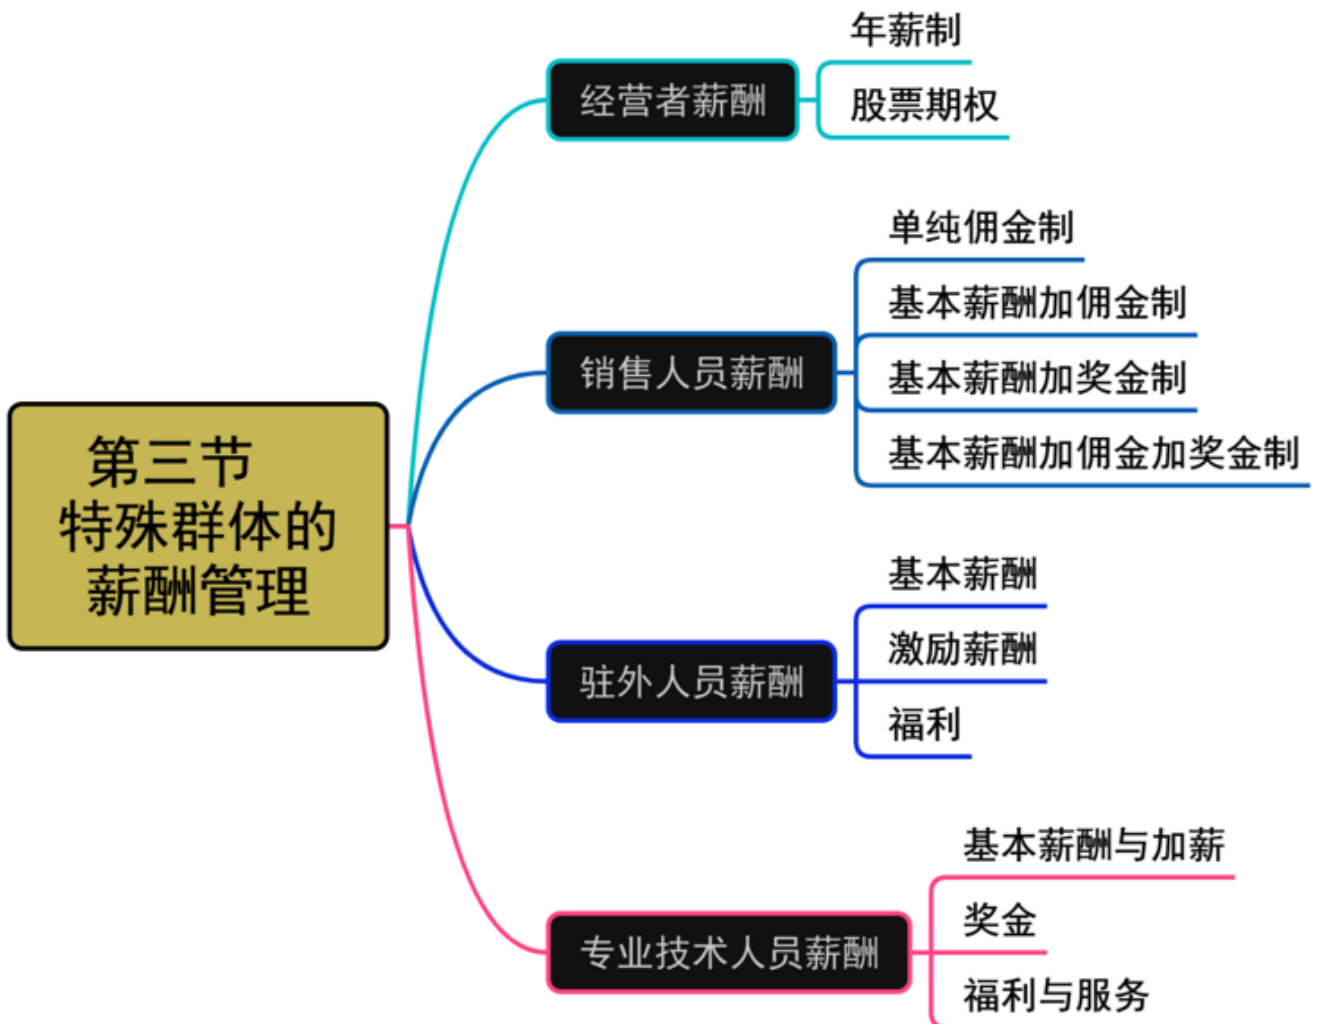 第三节
特殊群体的
薪酬管理
经营者薪酬
年薪制
股票期权
销售人员薪酬
单纯佣金制
基本薪酬加佣金制
基本薪酬加奖金制
基本薪酬加佣金加奖金制
驻外人员薪酬
基本薪酬
激励薪酬
福利
专业技术人员薪酬
基本薪酬与加薪
奖金
福利与服务